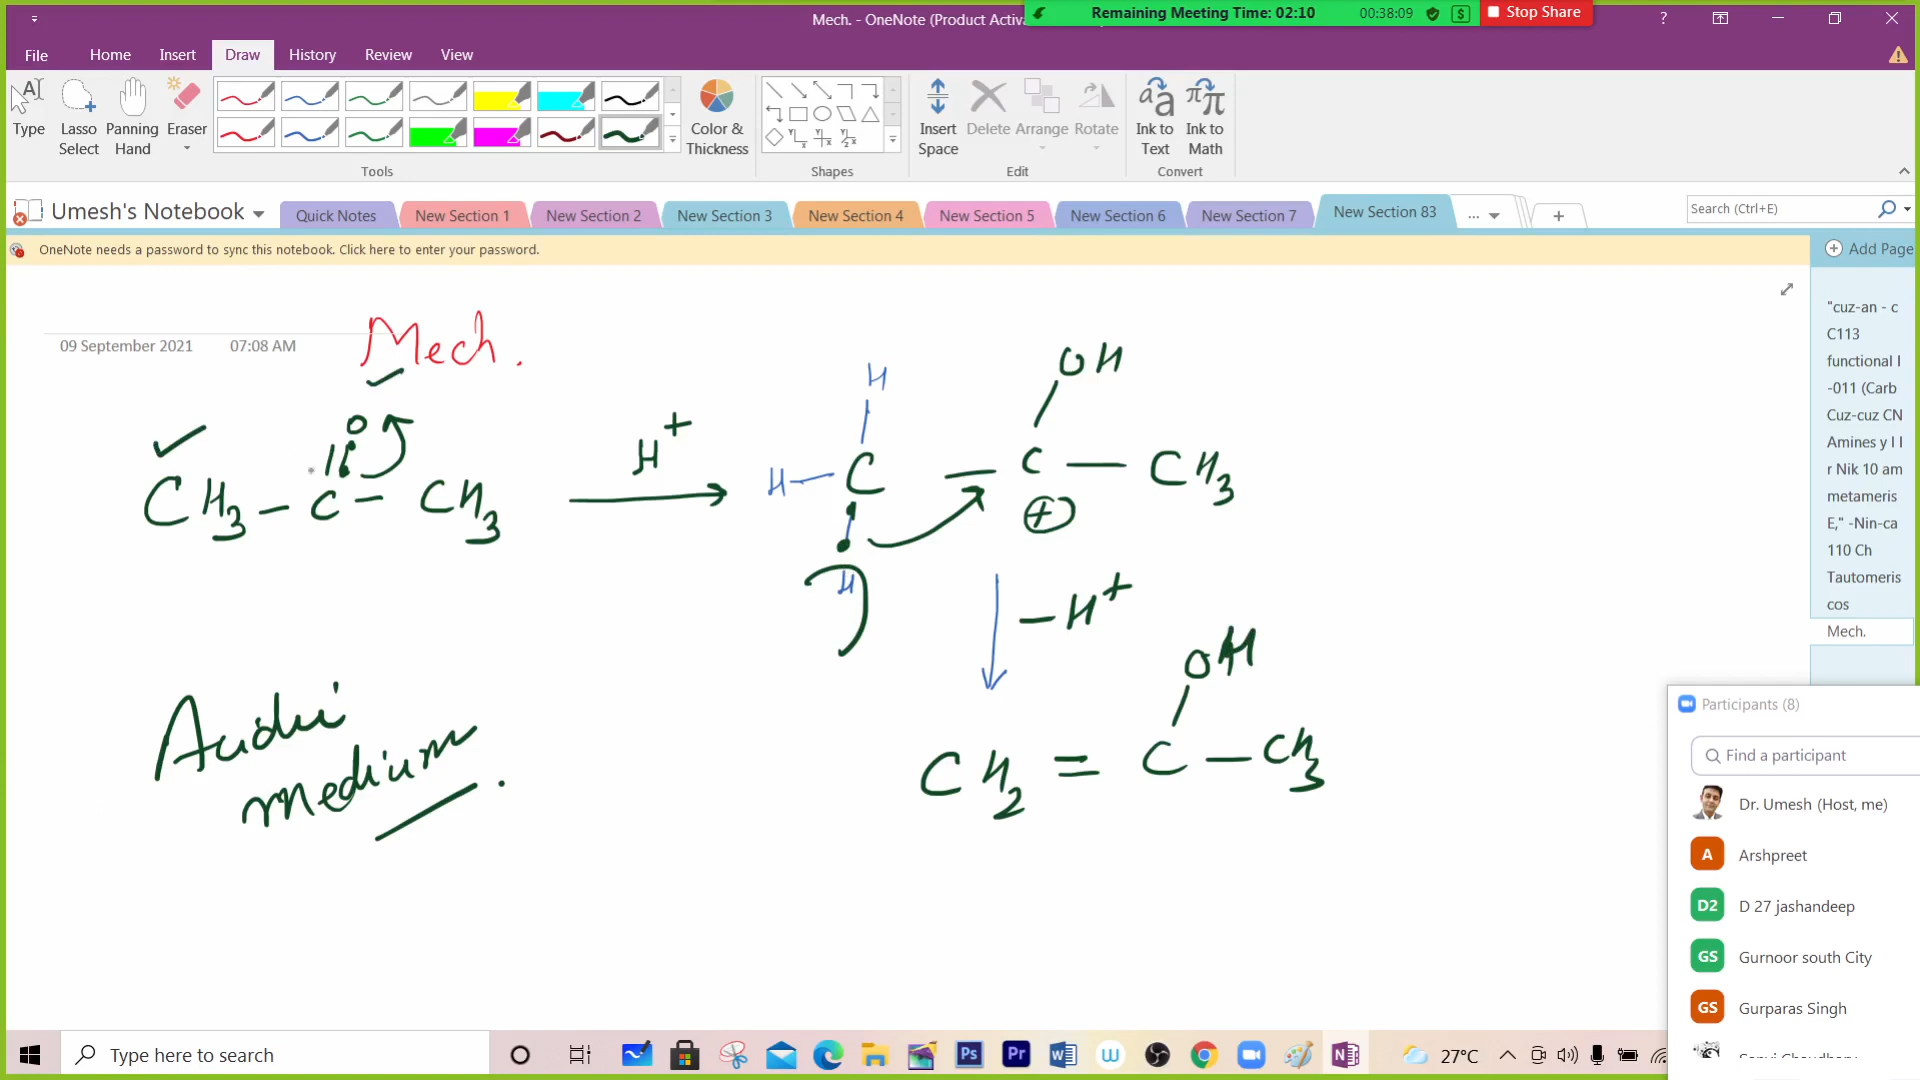 Mech. - OneNote (Product Activa
Remaining Meeting Time: 02:10
00:38:09
Stop Share
File
Home
Insert
Draw
History
Review
View
Type
Lasso Select
Panning Hand
Eraser
Color & Thickness
Insert Space
Delete
Arrange
Rotate
Ink to Text
Ink to Math
Tools
Shapes
Edit
Convert
Umesh's Notebook
Quick Notes
New Section 1
New Section 2
New Section 3
New Section 4
New Section 5
New Section 6
New Section 7
New Section 83
...
Search (Ctrl+E)
OneNote needs a password to sync this notebook. Click here to enter your password.
Add Page
09 September 2021 07:08 AM
Mech.
O
CH3 - C - CH3
H+
H
OH
H - C - C - CH3
+
H
- H+
OH
CH2 = C - CH3
medium.
"cuz-an - c
C113
functional I
-011 (Carb
Cuz-cuz CN
Amines y I I
r Nik 10 am
metameris
E," -Nin-ca
110 Ch
Tautomeris
cos
Mech.
Participants (8)
Find a participant
Dr. Umesh (Host, me)
A Arshpreet
D2 D 27 jashandeep
GS Gurnoor south City
GS Gurparas Singh
Type here to search
27°C